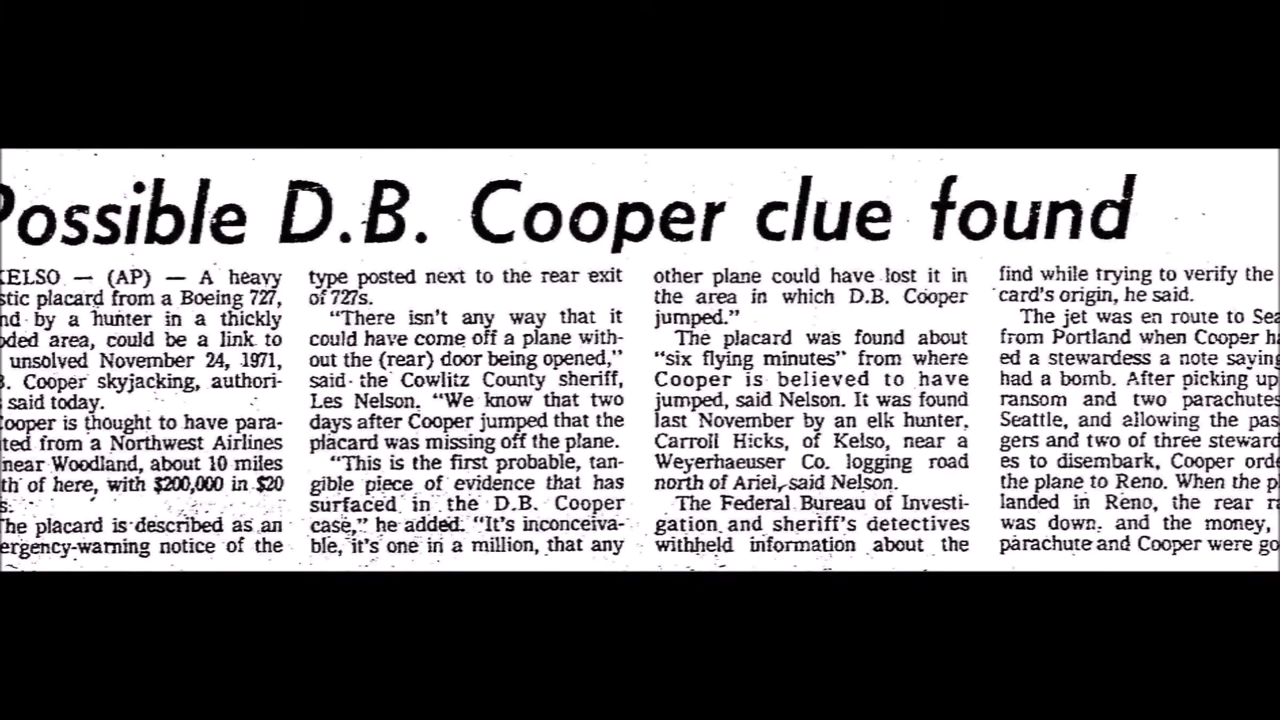 Possible D.B. Cooper clue found
KELSO — (AP) — A heavy
stic placard from a Boeing 727,
nd by a hunter in a thickly
oded area, could be a link to
unsolved November 24, 1971,
. Cooper skyjacking, authori-
said today.
ooper is thought to have para-
ted from a Northwest Airlines
near Woodland, about 10 miles
th of here, with $200,000 in $20
s.
The placard is described as an
ergency-warning notice of the
type posted next to the rear exit
of 727s.
"There isn't any way that it
could have come off a plane with-
out the (rear) door being opened,"
said the Cowlitz County sheriff,
Les Nelson. "We know that two
days after Cooper jumped that the
placard was missing off the plane.
"This is the first probable, tan-
gible piece of evidence that has
surfaced in the D.B. Cooper
case," he added. "It's inconceiva-
ble, it's one in a million, that any
other plane could have lost it in
the area in which D.B. Cooper
jumped."
The placard was found about
"six flying minutes" from where
Cooper is believed to have
jumped, said Nelson. It was found
last November by an elk hunter,
Carroll Hicks, of Kelso, near a
Weyerhaeuser Co. logging road
north of Ariel, said Nelson.
The Federal Bureau of Investi-
gation and sheriff's detectives
withheld information about the
find while trying to verify the
card's origin, he said.
The jet was en route to Sea
from Portland when Cooper h
ed a stewardess a note saying
had a bomb. After picking up
ransom and two parachutes
Seattle, and allowing the pas
gers and two of three steward
es to disembark, Cooper orde
the plane to Reno. When the pl
landed in Reno, the rear ra
was down, and the money,
parachute and Cooper were go